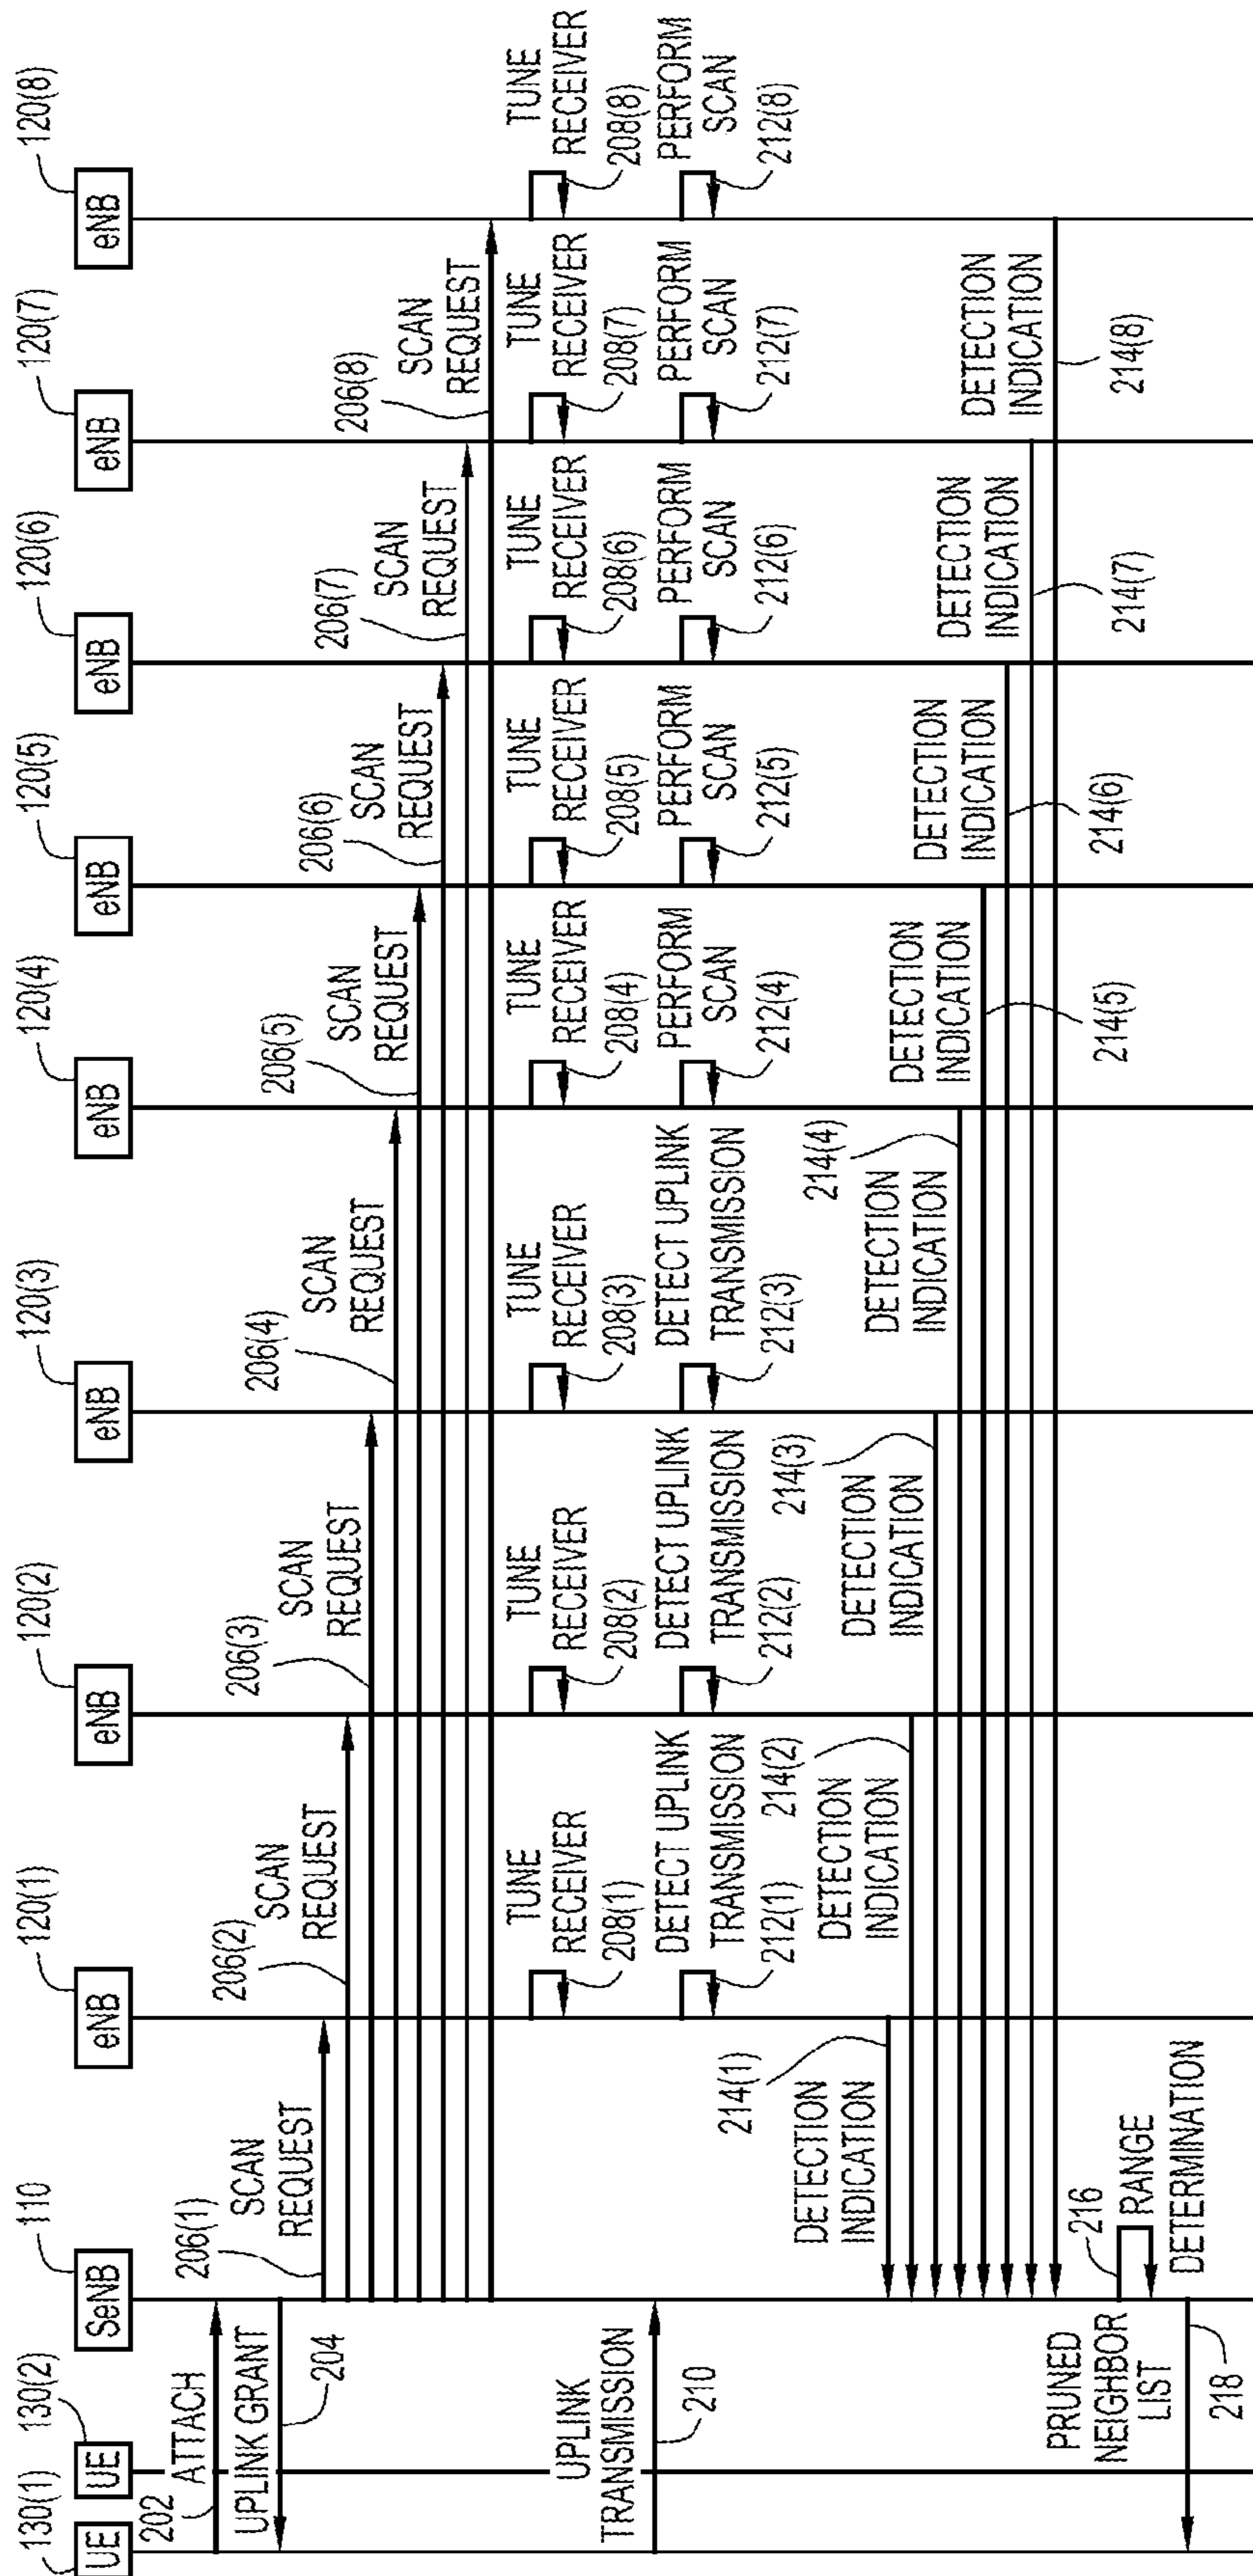 130(1)
130(2)
110
120(1)
120(2)
120(3)
120(4)
120(5)
120(6)
120(7)
120(8)
UE
UE
SeNB
eNB
eNB
eNB
eNB
eNB
eNB
eNB
eNB
202
ATTACH
UPLINK GRANT
204
206(1)
SCAN
REQUEST
206(2)
SCAN
REQUEST
206(3)
SCAN
REQUEST
206(4)
SCAN
REQUEST
206(5)
SCAN
REQUEST
206(6)
SCAN
REQUEST
206(7)
SCAN
REQUEST
206(8)
SCAN
REQUEST
TUNE
RECEIVER
208(1)
TUNE
RECEIVER
208(2)
TUNE
RECEIVER
208(3)
TUNE
RECEIVER
208(4)
TUNE
RECEIVER
208(5)
TUNE
RECEIVER
208(6)
TUNE
RECEIVER
208(7)
TUNE
RECEIVER
208(8)
UPLINK
TRANSMISSION
210
DETECT UPLINK
TRANSMISSION
212(1)
DETECT UPLINK
TRANSMISSION
212(2)
DETECT UPLINK
TRANSMISSION
212(3)
PERFORM
SCAN
212(4)
PERFORM
SCAN
212(5)
PERFORM
SCAN
212(6)
PERFORM
SCAN
212(7)
PERFORM
SCAN
212(8)
214(1)
DETECTION
INDICATION
214(2)
DETECTION
INDICATION
214(3)
DETECTION
INDICATION
214(4)
DETECTION
INDICATION
DETECTION
INDICATION
214(5)
DETECTION
INDICATION
214(6)
DETECTION
INDICATION
214(7)
DETECTION
INDICATION
214(8)
216
RANGE
DETERMINATION
PRUNED
NEIGHBOR
LIST
218